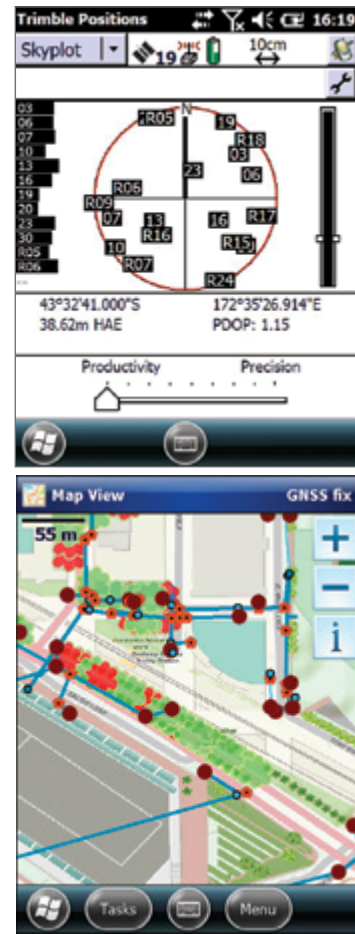 Trimble Positions 16:19
Skyplot 19 10cm
03
06
07
10
13
16
19
20
23
30
R05
R06
N
R05 19
R18
03
23 06
R06
R09
07 13 16 R17
R16
10 R15
R07
R24
43°32'41.000"S 172°35'26.914"E
38.62m HAE PDOP: 1.15
Productivity Precision
Map View GNSS fix
55 m
+
−
i
Tasks Menu